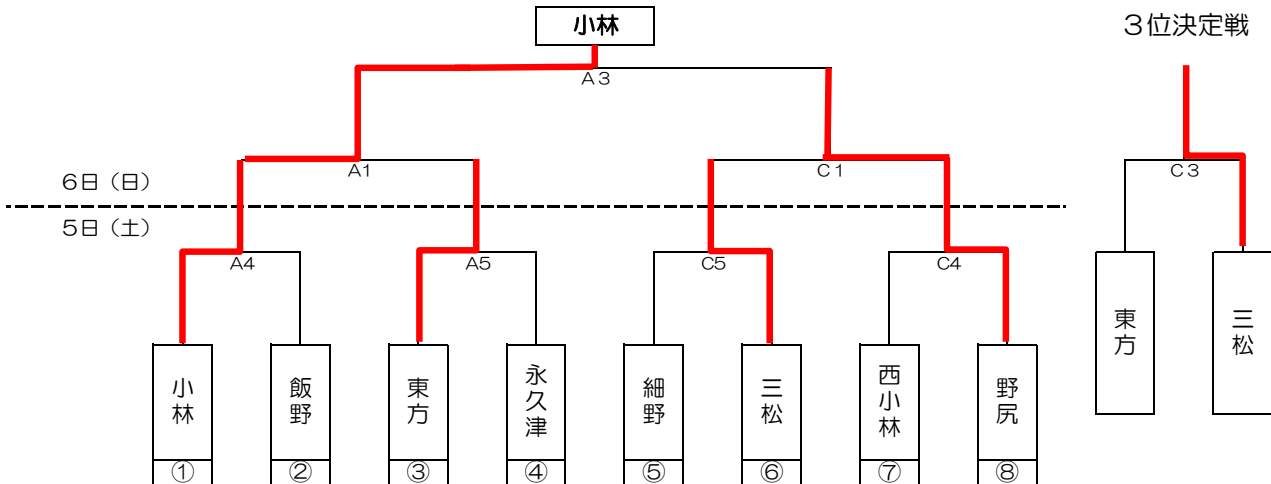 小林
３位決定戦
A３
A１
C１
C３
6日（日）
5日（土）
A4
A5
C5
C4
小林
飯野
東方
永久津
細野
三松
西小林
野尻
東方
三松
①
②
③
④
⑤
⑥
⑦
⑧